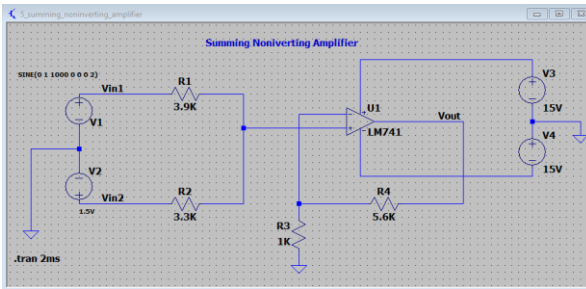 5_summing_noninverting_amplifier
Summing Noninverting Amplifier
SINE(0 1 1000 0 0 0 2)
Vin1
R1
3.9K
V1
V2
1.5V
Vin2
R2
3.3K
U1
LM741
Vout
V3
15V
V4
15V
R4
5.6K
R3
1K
.tran 2ms